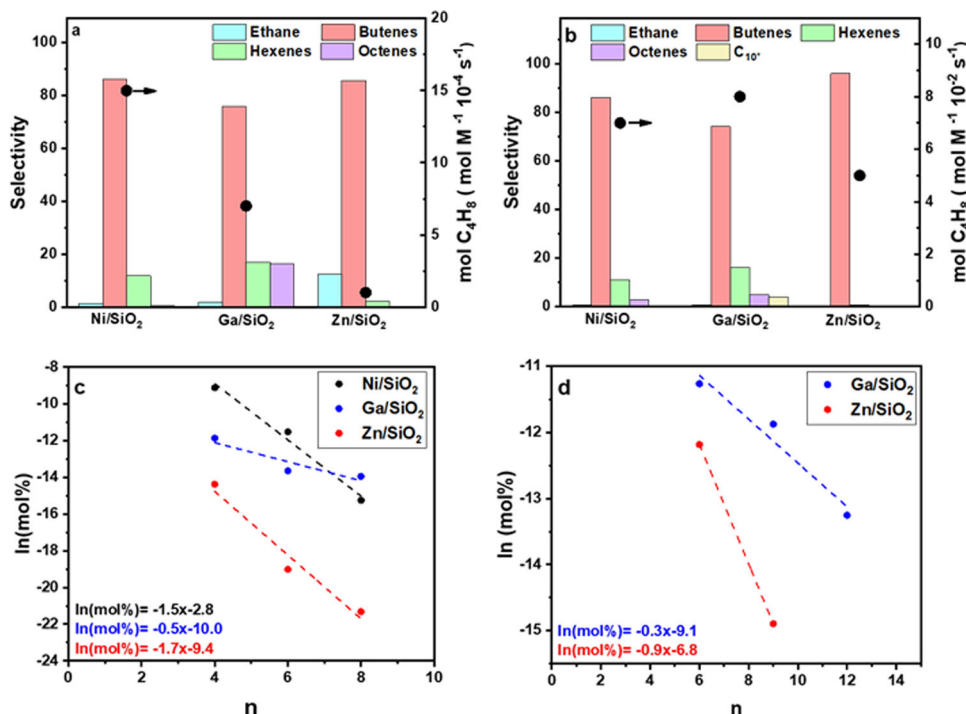 a
Ethane
Butenes
Hexenes
Octenes
Selectivity
100
80
60
40
20
0
20
15
10
5
0
mol C₄H₈ ( mol M⁻¹ 10⁻⁴ s⁻¹)
Ni/SiO₂
Ga/SiO₂
Zn/SiO₂
b
Ethane
Butenes
Hexenes
Octenes
C₁₀⁺
Selectivity
100
80
60
40
20
0
10
8
6
4
2
0
mol C₄H₈ ( mol M⁻¹ 10⁻² s⁻¹)
Ni/SiO₂
Ga/SiO₂
Zn/SiO₂
c
Ni/SiO₂
Ga/SiO₂
Zn/SiO₂
ln(mol%)
-8
-10
-12
-14
-16
-18
-20
-22
-24
ln(mol%)= -1.5x-2.8
ln(mol%)= -0.5x-10.0
ln(mol%)= -1.7x-9.4
0
2
4
6
8
10
n
d
Ga/SiO₂
Zn/SiO₂
ln (mol%)
-11
-12
-13
-14
-15
ln(mol%)= -0.3x-9.1
ln(mol%)= -0.9x-6.8
0
3
6
9
12
n